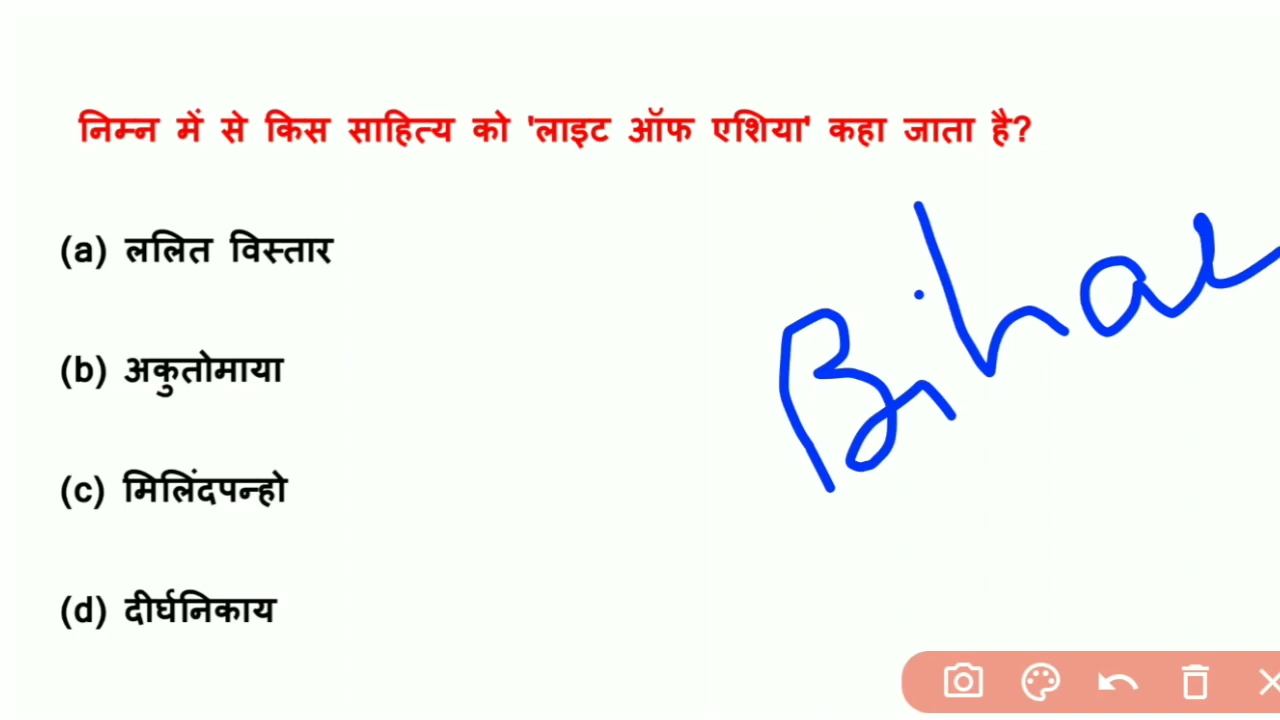 निम्न में से किस साहित्य को 'लाइट ऑफ एशिया' कहा जाता है?
(a) ललित विस्तार
(b) अकुतोमाया
(c) मिलिंदपन्हो
(d) दीर्घनिकाय
Bihar